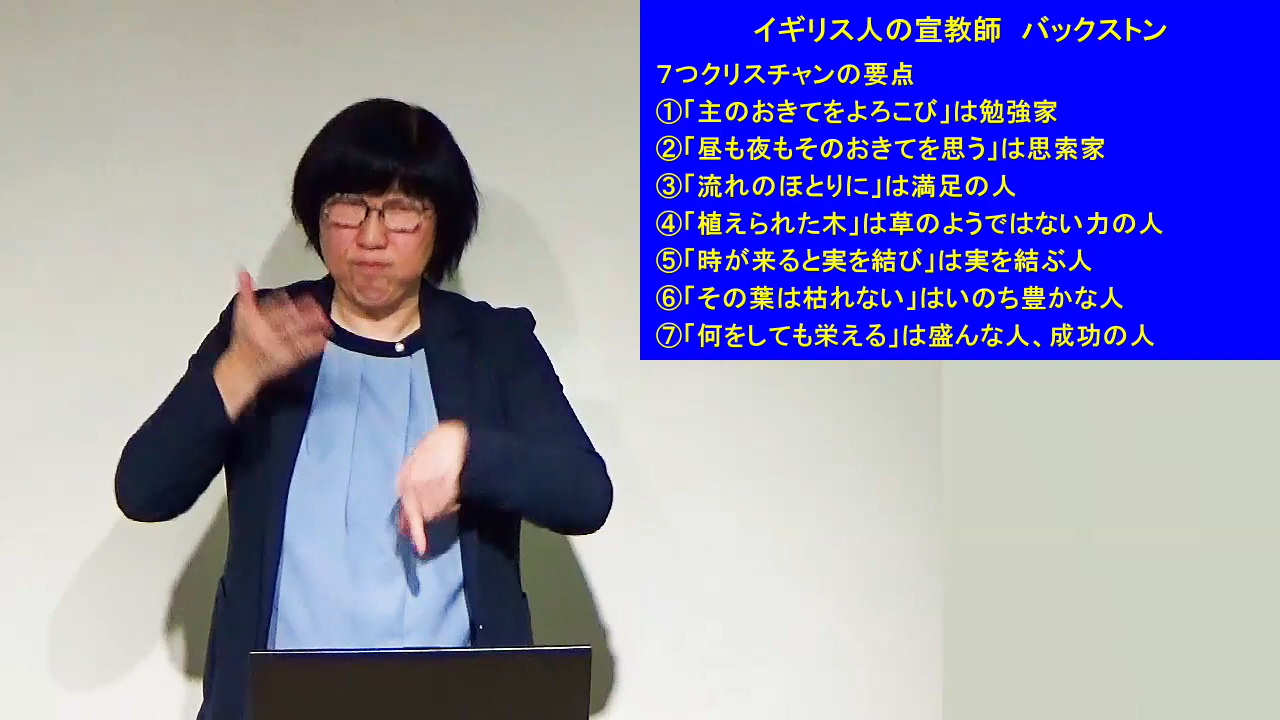 イギリス人の宣教師　バックストン
７つクリスチャンの要点
①「主のおきてをよろこび」は勉強家
②「昼も夜もそのおきてを思う」は思索家
③「流れのほとりに」は満足の人
④「植えられた木」は草のようではない力の人
⑤「時が来ると実を結び」は実を結ぶ人
⑥「その葉は枯れない」はいのち豊かな人
⑦「何をしても栄える」は盛んな人、成功の人